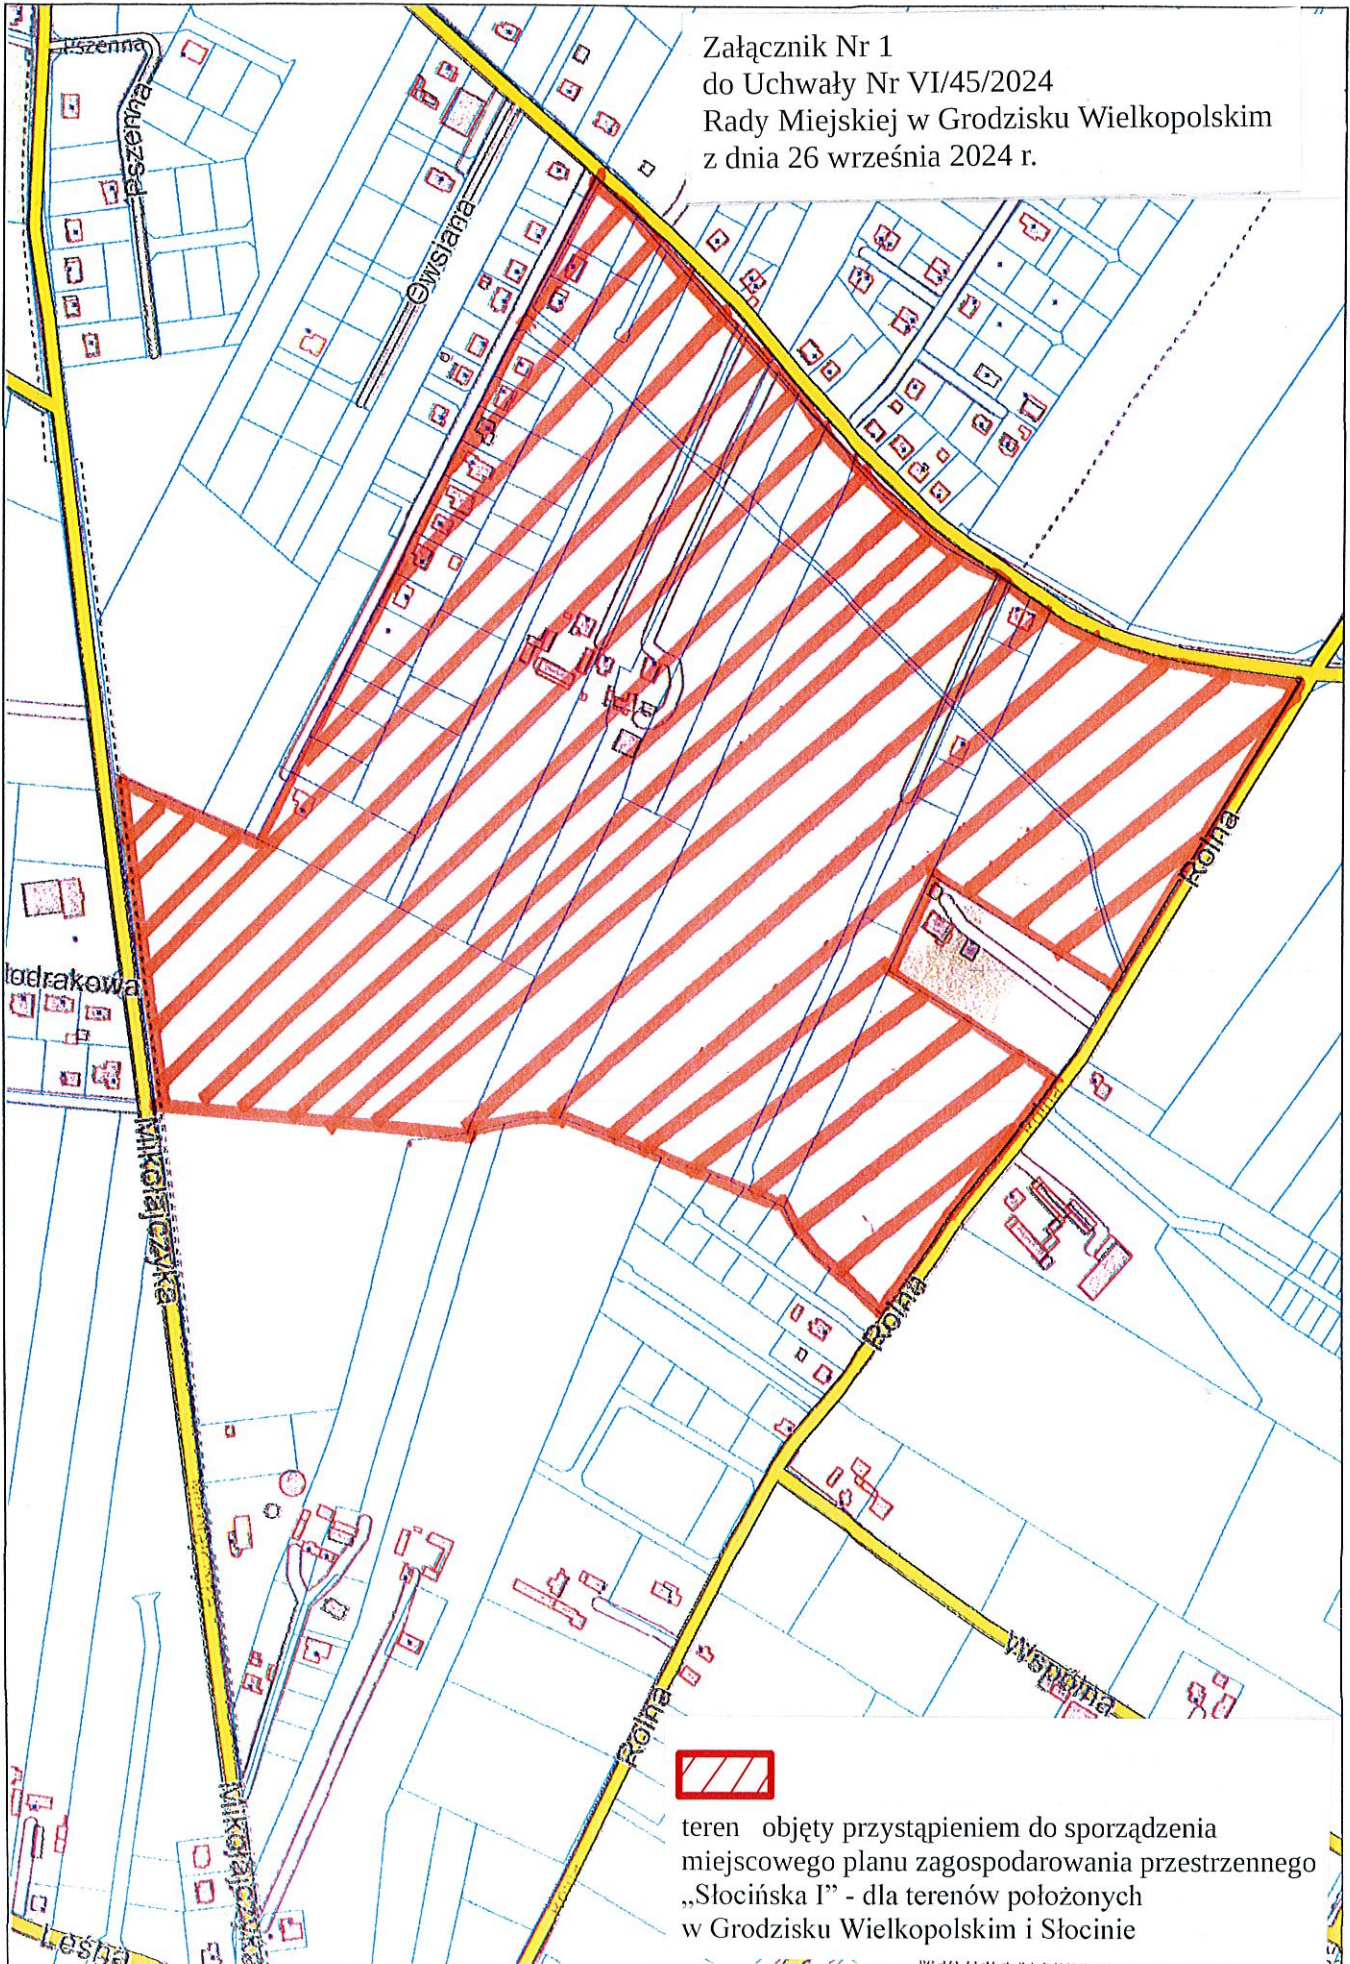 Załącznik Nr 1
do Uchwały Nr VI/45/2024
Rady Miejskiej w Grodzisku Wielkopolskim
z dnia 26 września 2024 r.
Pszenna
Pszenna
Owsiana
Rolna
Mikołajczyka
Rolna
Rolna
Wspólna
Rolna
Mikołajczyka
Leśna
teren objęty przystąpieniem do sporządzenia
miejscowego planu zagospodarowania przestrzennego
„Słocińska I” - dla terenów położonych
w Grodzisku Wielkopolskim i Słocinie